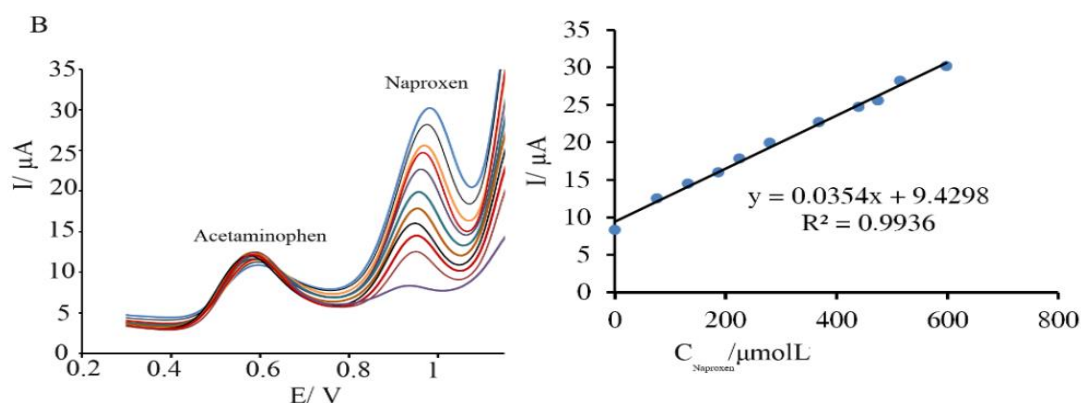 B
35
30
25
20
15
10
5
0
I/ μA
Naproxen
Acetaminophen
0.2 0.4 0.6 0.8 1
E/ V
35
30
25
20
15
10
5
0
I/ μA
y = 0.0354x + 9.4298
R² = 0.9936
0 200 400 600 800
C Naproxen/μmolL